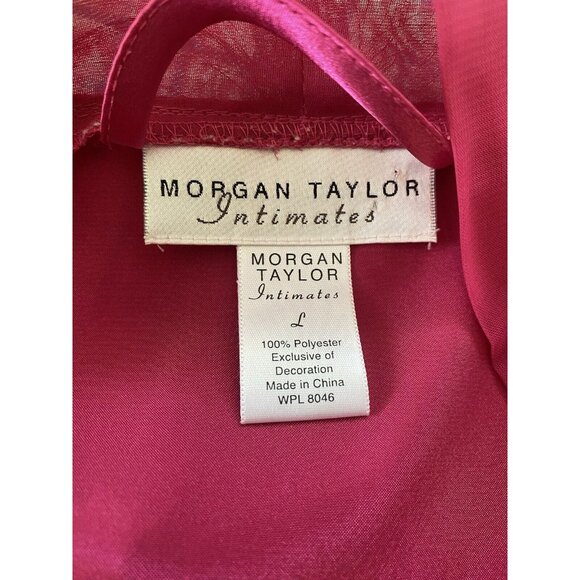 MORGAN TAYLOR
Intimates
MORGAN
TAYLOR
Intimates
L
100% Polyester
Exclusive of
Decoration
Made in China
WPL 8046